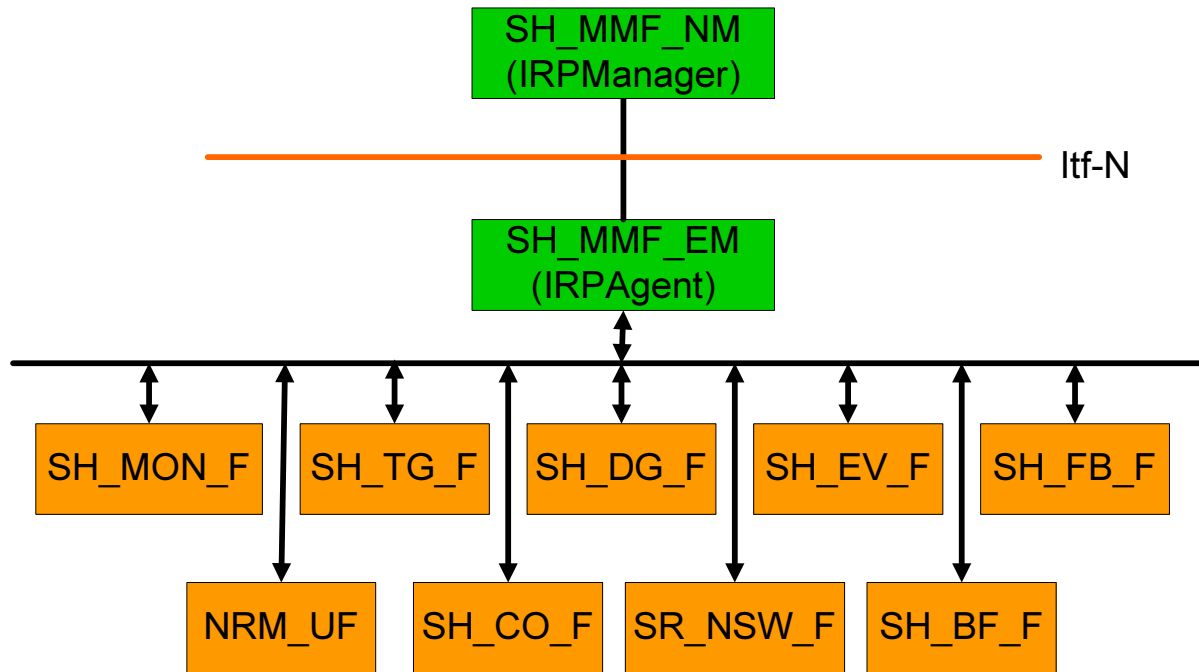 SH_MMF_NM
(IRPManager)
Itf-N
SH_MMF_EM
(IRPAgent)
SH_MON_F
SH_TG_F
SH_DG_F
SH_EV_F
SH_FB_F
NRM_UF
SH_CO_F
SR_NSW_F
SH_BF_F